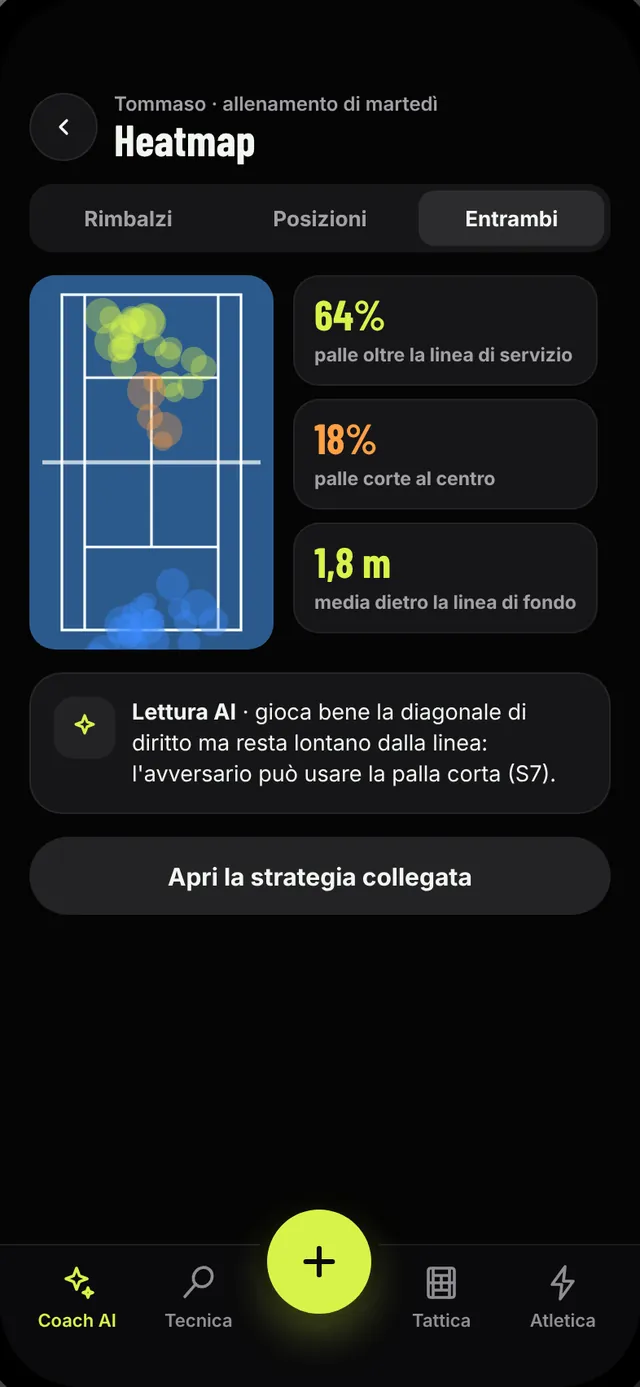 Tommaso · allenamento di martedì
Heatmap
Rimbalzi
Posizioni
Entrambi
64%
palle oltre la linea di servizio
18%
palle corte al centro
1,8 m
media dietro la linea di fondo
Lettura AI · gioca bene la diagonale di
diritto ma resta lontano dalla linea:
l'avversario può usare la palla corta (S7).
Apri la strategia collegata
Coach AI
Tecnica
Tattica
Atletica